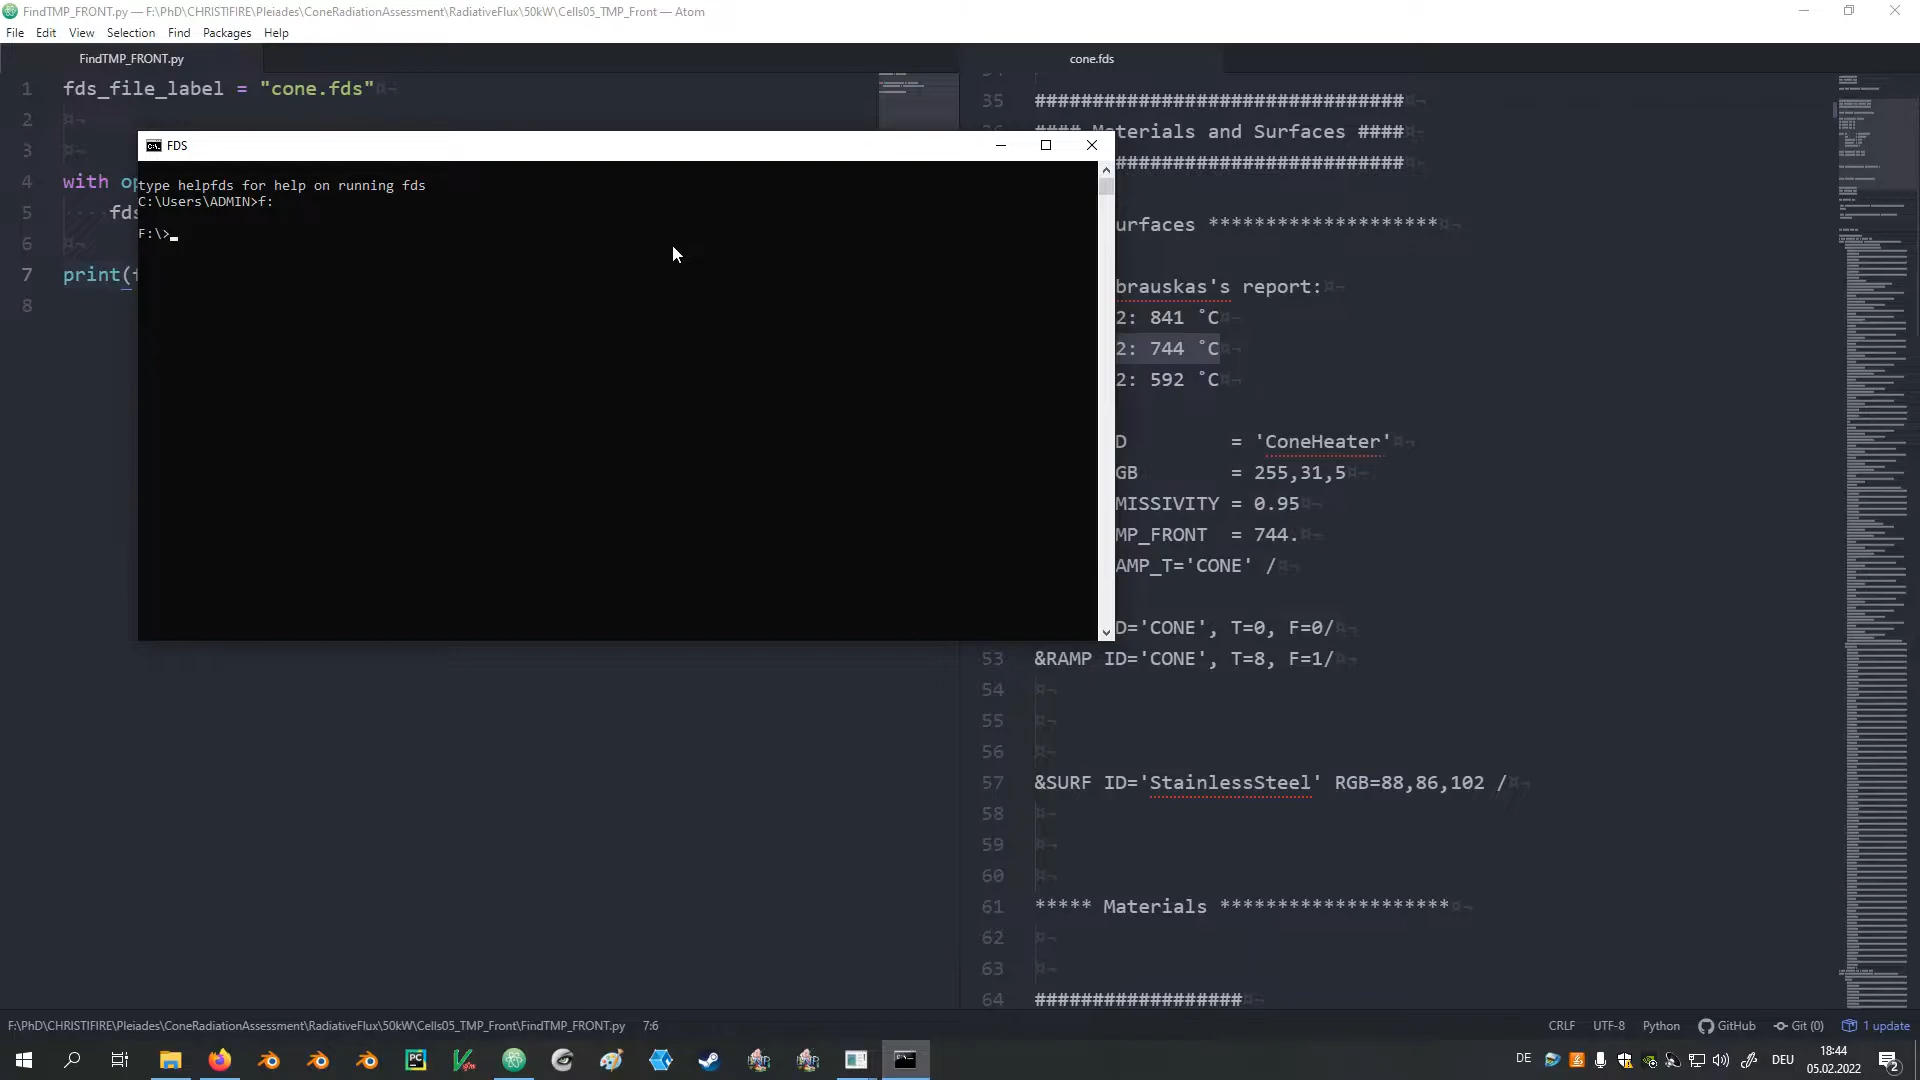 FindTMP_FRONT.py — F:\PhD\CHRISTIFIRE\Pleiades\ConeRadiationAssessment\RadiativeFlux\50kW\Cells05_TMP_Front — Atom
File Edit View Selection Find Packages Help
FindTMP_FRONT.py
cone.fds
1 fds_file_label = "cone.fds"
2
3
4 with op
5 fds
6
7 print(f
8
FDS
type helpfds for help on running fds
C:\Users\ADMIN>f:
F:\>
35 ################################
#### Materials and Surfaces ####
########################
urfaces ********************
brauskas's report:
2: 841 °C
2: 744 °C
2: 592 °C
D = 'ConeHeater'
GB = 255,31,5
MISSIVITY = 0.95
MP_FRONT = 744.
AMP_T='CONE' /
D='CONE', T=0, F=0/
53 &RAMP ID='CONE', T=8, F=1/
54
55
56
57 &SURF ID='StainlessSteel' RGB=88,86,102 /
58
59
60
61 ***** Materials ********************
62
63
64 ##################
F:\PhD\CHRISTIFIRE\Pleiades\ConeRadiationAssessment\RadiativeFlux\50kW\Cells05_TMP_Front\FindTMP_FRONT.py 7:6
CRLF UTF-8 Python GitHub Git (0) 1 update
DE
DEU
18:44
05.02.2022
2